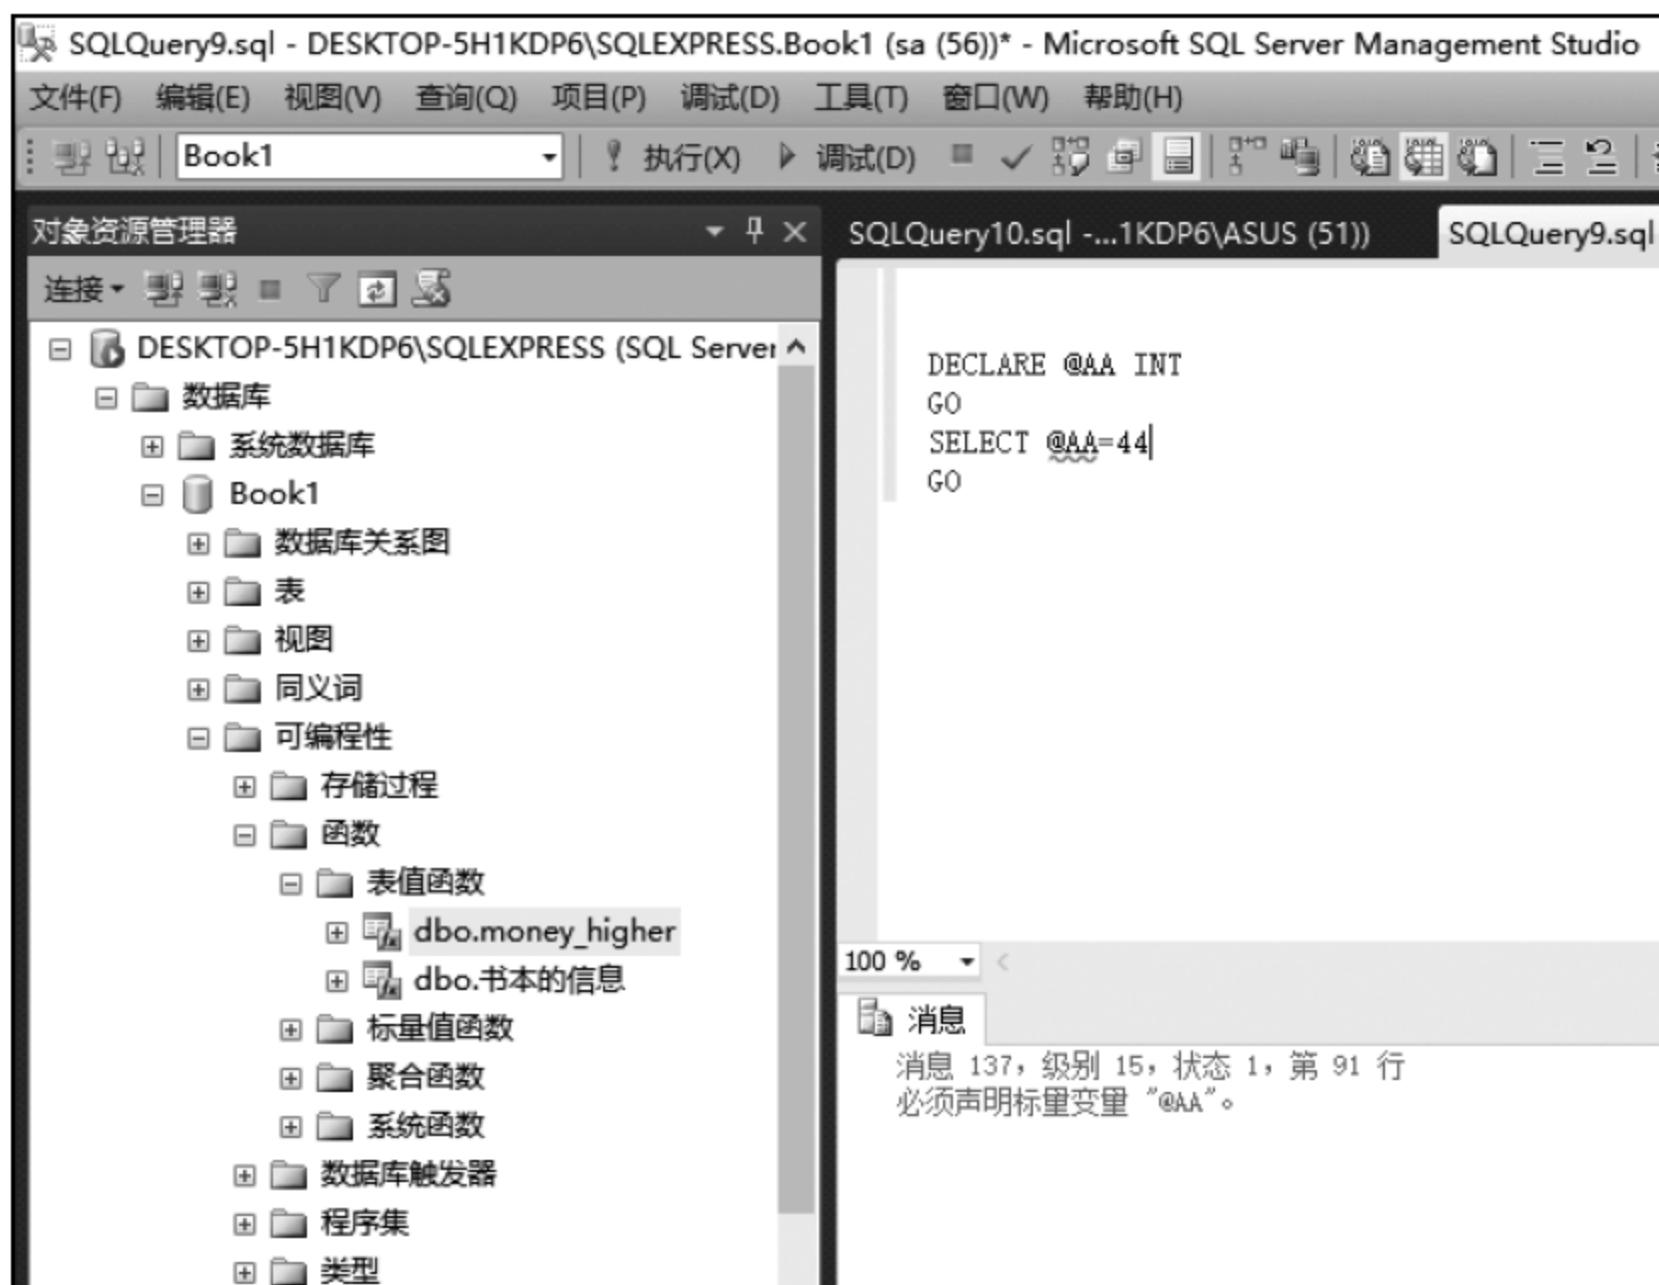 SQLQuery9.sql - DESKTOP-5H1KDP6\SQLEXPRESS.Book1 (sa (56))* - Microsoft SQL Server Management Studio
文件(F) 编辑(E) 视图(V) 查询(Q) 项目(P) 调试(D) 工具(T) 窗口(W) 帮助(H)
Book1 执行(X) 调试(D)
对象资源管理器
连接
DESKTOP-5H1KDP6\SQLEXPRESS (SQL Server
数据库
系统数据库
Book1
数据库关系图
表
视图
同义词
可编程性
存储过程
函数
表值函数
dbo.money_higher
dbo.书本的信息
标量值函数
聚合函数
系统函数
数据库触发器
程序集
类型
SQLQuery10.sql -...1KDP6\ASUS (51)) SQLQuery9.sql
DECLARE @AA INT
GO
SELECT @AA=44
GO
100 %
消息
消息 137，级别 15，状态 1，第 91 行
必须声明标量变量 "@AA"。